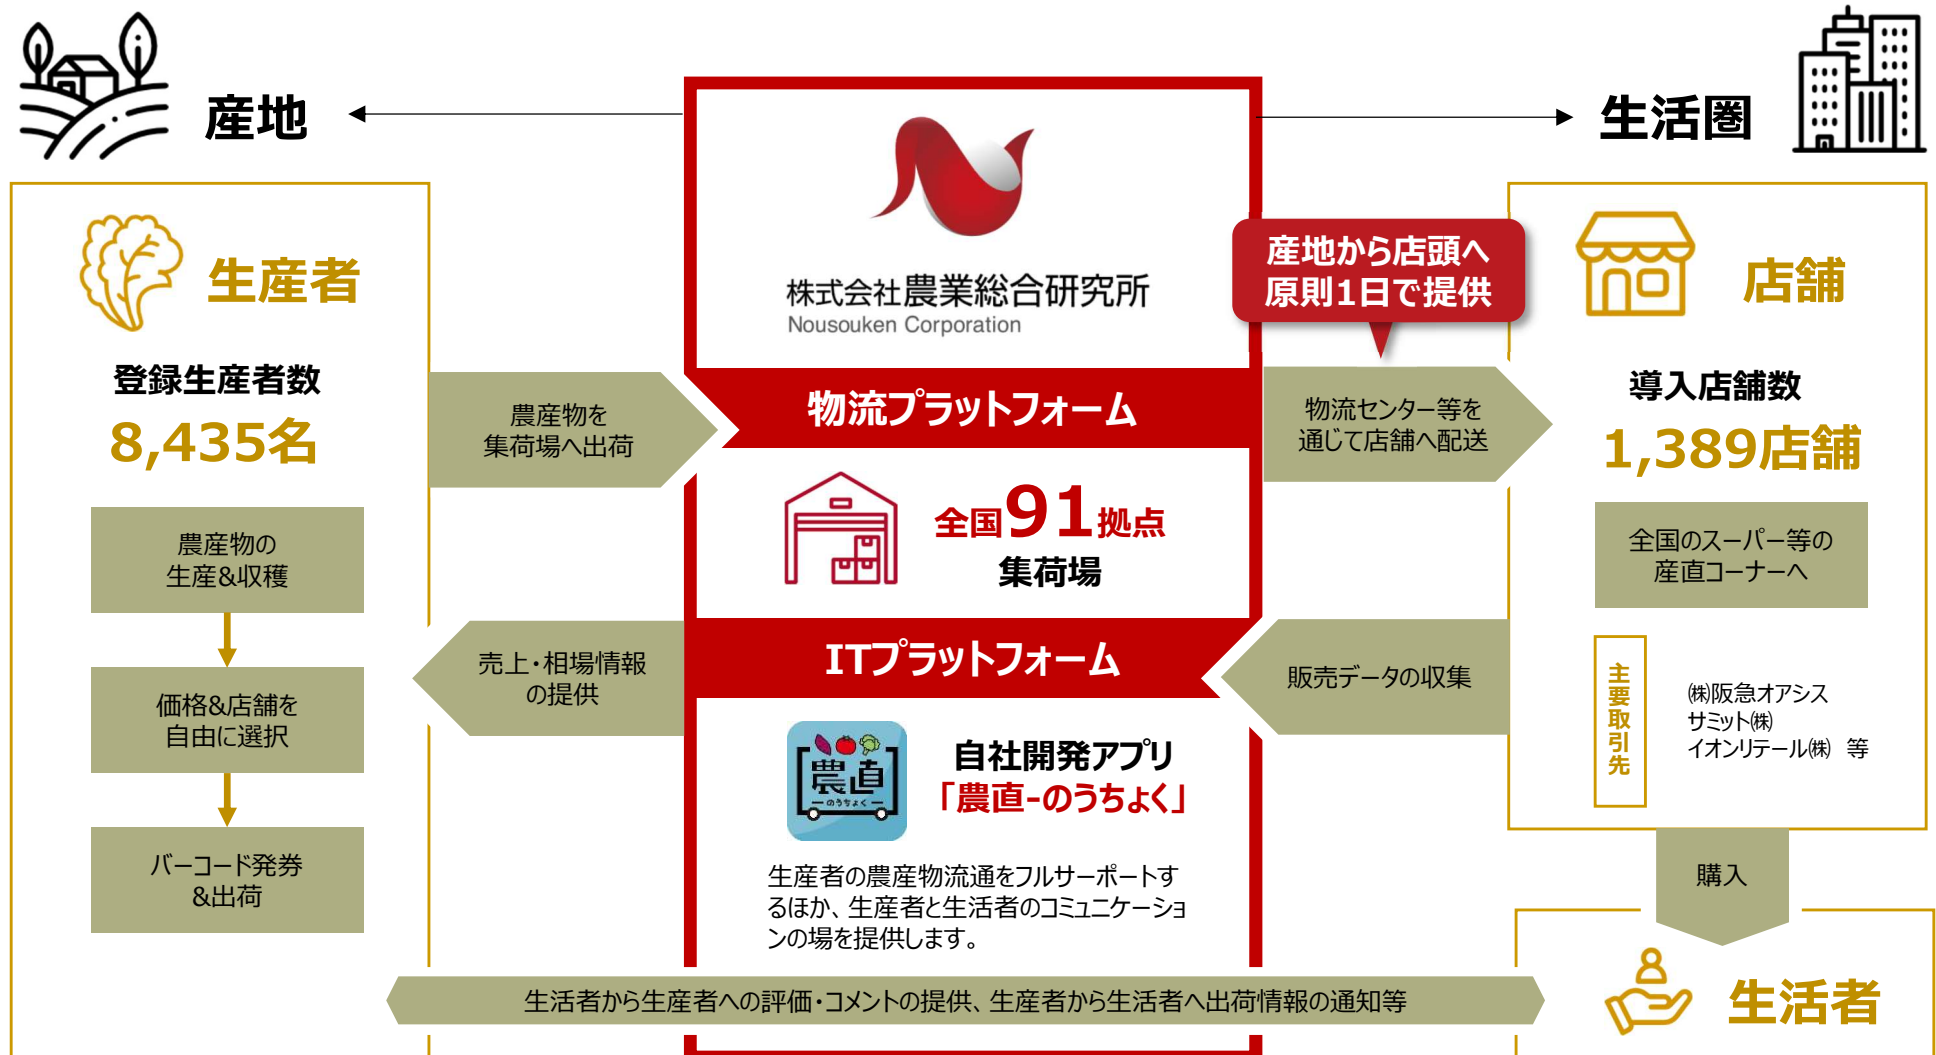 産地
生活圏
株式会社農業総合研究所
Nousouken Corporation
産地から店頭へ
原則1日で提供
生産者
登録生産者数
8,435名
農産物の
生産&収穫
価格&店舗を
自由に選択
バーコード発券
&出荷
農産物を
集荷場へ出荷
物流プラットフォーム
全国91拠点
集荷場
物流センター等を
通じて店舗へ配送
店舗
導入店舗数
1,389店舗
全国のスーパー等の
産直コーナーへ
主要取引先
㈱阪急オアシス
サミット㈱
イオンリテール㈱ 等
売上・相場情報
の提供
ITプラットフォーム
販売データの収集
農直
のうちょく
自社開発アプリ
「農直-のうちょく」
生産者の農産物流通をフルサーポートす
るほか、生産者と生活者のコミュニケーショ
ンの場を提供します。
購入
生活者から生産者への評価・コメントの提供、生産者から生活者へ出荷情報の通知等
生活者